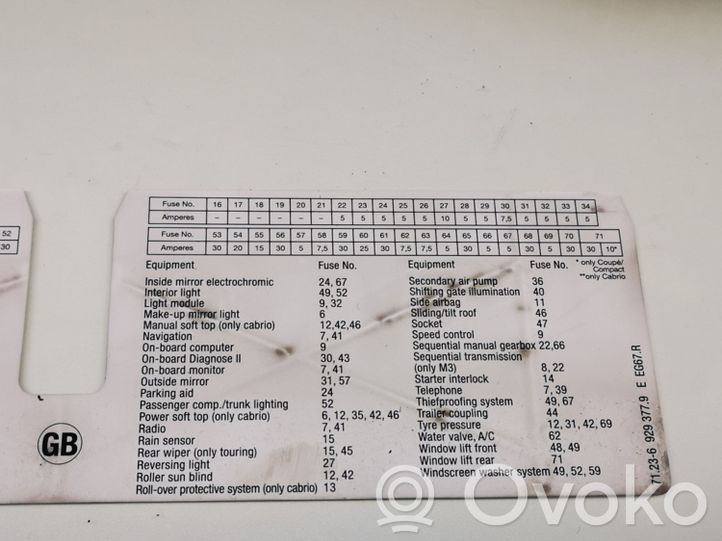 Fuse No. 16 17 18 19 20 21 22 23 24 25 26 27 28 29 30 31 32 33 34
Amperes – – – – – – 5 5 5 5 5 10 5 5 7,5 5 5 5 5
52
30
Fuse No. 53 54 55 56 57 58 59 60 61 62 63 64 65 66 67 68 69 70 71
Amperes 30 20 15 30 5 7,5 30 25 30 7,5 7,5 5 30 5 5 30 5 30 30 10*
Equipment Fuse No.
Inside mirror electrochromic 24, 67
Interior light 49, 52
Light module 9, 32
Make-up mirror light 6
Manual soft top (only cabrio) 12,42,46
Navigation 7, 41
On-board computer 9
On-board Diagnose II 30, 43
On-board monitor 7, 41
Outside mirror 31, 57
Parking aid 24
Passenger comp./trunk lighting 52
Power soft top (only cabrio) 6, 12, 35, 42, 46
Radio 7, 41
Rain sensor 15
Rear wiper (only touring) 15, 45
Reversing light 27
Roller sun blind 12, 42
Roll-over protective system (only cabrio) 13
Equipment Fuse No.
* only Coupé/
Compact
**only Cabrio
Secondary air pump 36
Shifting gate illumination 40
Side airbag 11
Sliding/tilt roof 46
Socket 47
Speed control 9
Sequential manual gearbox 22,66
Sequential transmission
(only M3) 8, 22
Starter interlock 14
Telephone 7, 39
Thiefproofing system 49, 67
Trailer coupling 44
Tyre pressure 12, 31, 42, 69
Water valve, A/C 62
Window lift front 48, 49
Window lift rear 71
Windscreen washer system 49, 52, 59
GB
71.23-6 929 377.9 E EG67.R
Ovoko